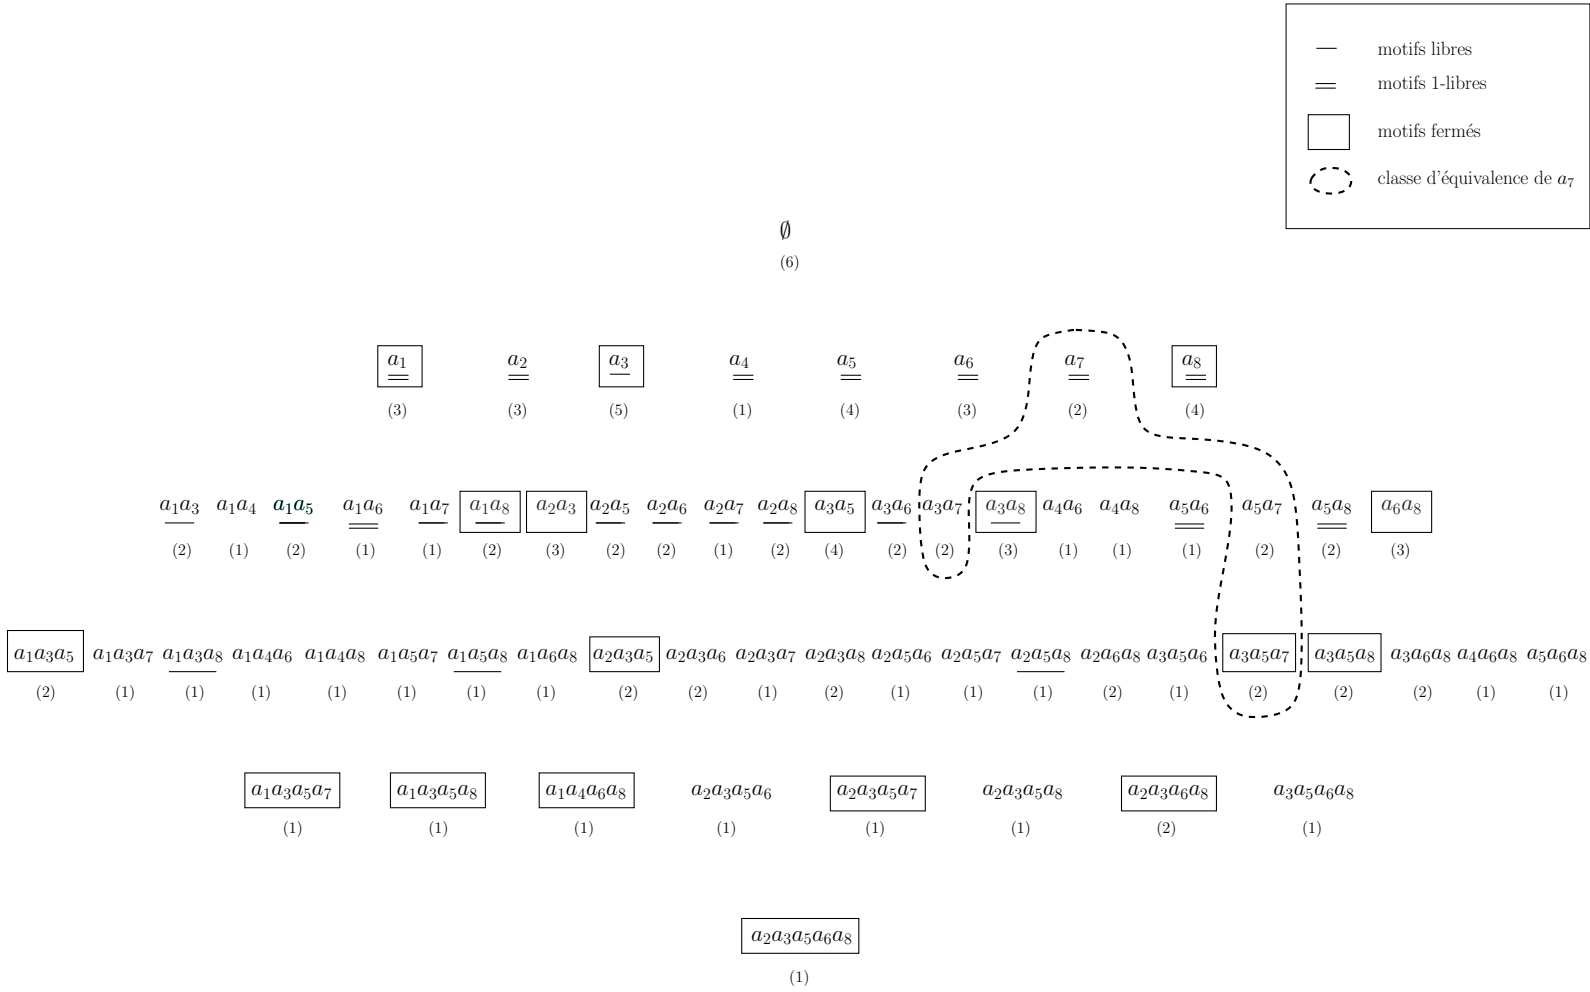 motifs libres
motifs 1-libres
motifs fermés
classe d'équivalence de a₇
∅
(6)
a₁ a₂ a₃ a₄ a₅ a₆ a₇ a₈
(3) (3) (5) (1) (4) (3) (2) (4)
a₁a₃ a₁a₄ a₁a₅ a₁a₆ a₁a₇ a₁a₈ a₂a₃ a₂a₅ a₂a₆ a₂a₇ a₂a₈ a₃a₅ a₃a₆ a₃a₇ a₃a₈ a₄a₆ a₄a₈ a₅a₆ a₅a₇ a₅a₈ a₆a₈
(2) (1) (2) (1) (1) (2) (3) (2) (2) (1) (2) (4) (2) (2) (3) (1) (1) (1) (2) (2) (3)
a₁a₃a₅ a₁a₃a₇ a₁a₃a₈ a₁a₄a₆ a₁a₄a₈ a₁a₅a₇ a₁a₅a₈ a₁a₆a₈ a₂a₃a₅ a₂a₃a₆ a₂a₃a₇ a₂a₃a₈ a₂a₅a₆ a₂a₅a₇ a₂a₅a₈ a₂a₆a₈ a₃a₅a₆ a₃a₅a₇ a₃a₅a₈ a₃a₆a₈ a₄a₆a₈ a₅a₆a₈
(2) (1) (1) (1) (1) (1) (1) (1) (2) (2) (1) (2) (1) (1) (1) (2) (1) (2) (2) (2) (1) (1)
a₁a₃a₅a₇ a₁a₃a₅a₈ a₁a₄a₆a₈ a₂a₃a₅a₆ a₂a₃a₅a₇ a₂a₃a₅a₈ a₂a₃a₆a₈ a₃a₅a₆a₈
(1) (1) (1) (1) (1) (1) (2) (1)
a₂a₃a₅a₆a₈
(1)